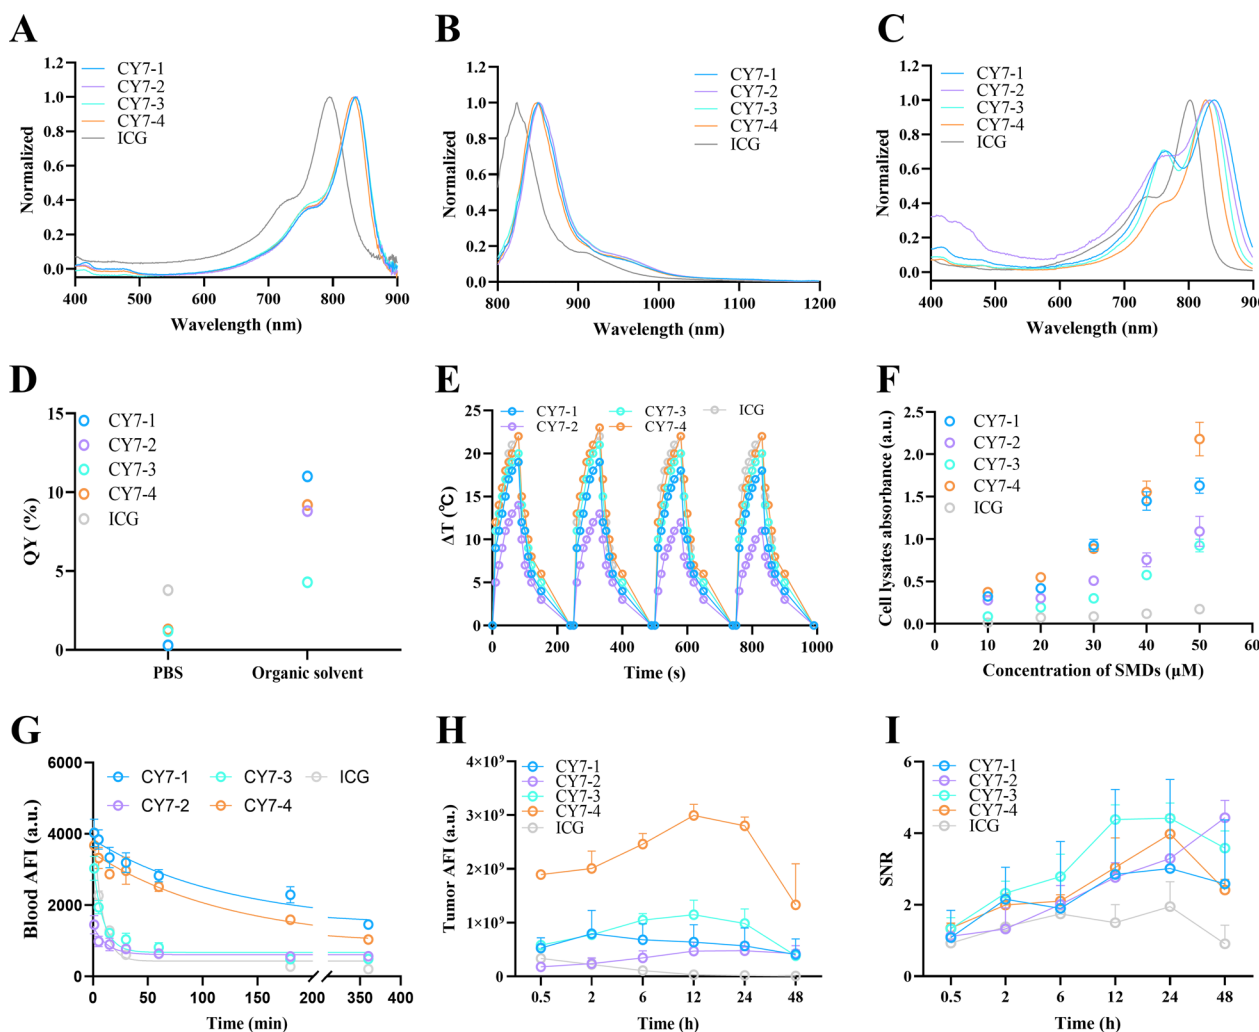 A
CY7-1
CY7-2
CY7-3
CY7-4
ICG
1.2
1.0
0.8
0.6
0.4
0.2
0.0
Normalized
400 500 600 700 800 900
Wavelength (nm)
B
CY7-1
CY7-2
CY7-3
CY7-4
ICG
1.2
1.0
0.8
0.6
0.4
0.2
0.0
Normalized
800 900 1000 1100 1200
Wavelength (nm)
C
CY7-1
CY7-2
CY7-3
CY7-4
ICG
1.2
1.0
0.8
0.6
0.4
0.2
0.0
Normalized
400 500 600 700 800 900
Wavelength (nm)
D
CY7-1
CY7-2
CY7-3
CY7-4
ICG
15
10
5
0
QY (%)
PBS Organic solvent
E
CY7-1 CY7-3 ICG
CY7-2 CY7-4
25
20
15
10
5
0
ΔT (℃)
0 200 400 600 800 1000
Time (s)
F
CY7-1
CY7-2
CY7-3
CY7-4
ICG
2.5
2.0
1.5
1.0
0.5
0.0
Cell lysates absorbance (a.u.)
0 10 20 30 40 50 60
Concentration of SMDs (μM)
G
CY7-1 CY7-3 ICG
CY7-2 CY7-4
6000
4000
2000
0
Blood AFI (a.u.)
0 50 100 150 200 300 400
Time (min)
H
CY7-1
CY7-2
CY7-3
CY7-4
ICG
4×10⁹
3×10⁹
2×10⁹
1×10⁹
0
Tumor AFI (a.u.)
0.5 2 6 12 24 48
Time (h)
I
CY7-1
CY7-2
CY7-3
CY7-4
ICG
6
4
2
0
SNR
0.5 2 6 12 24 48
Time (h)